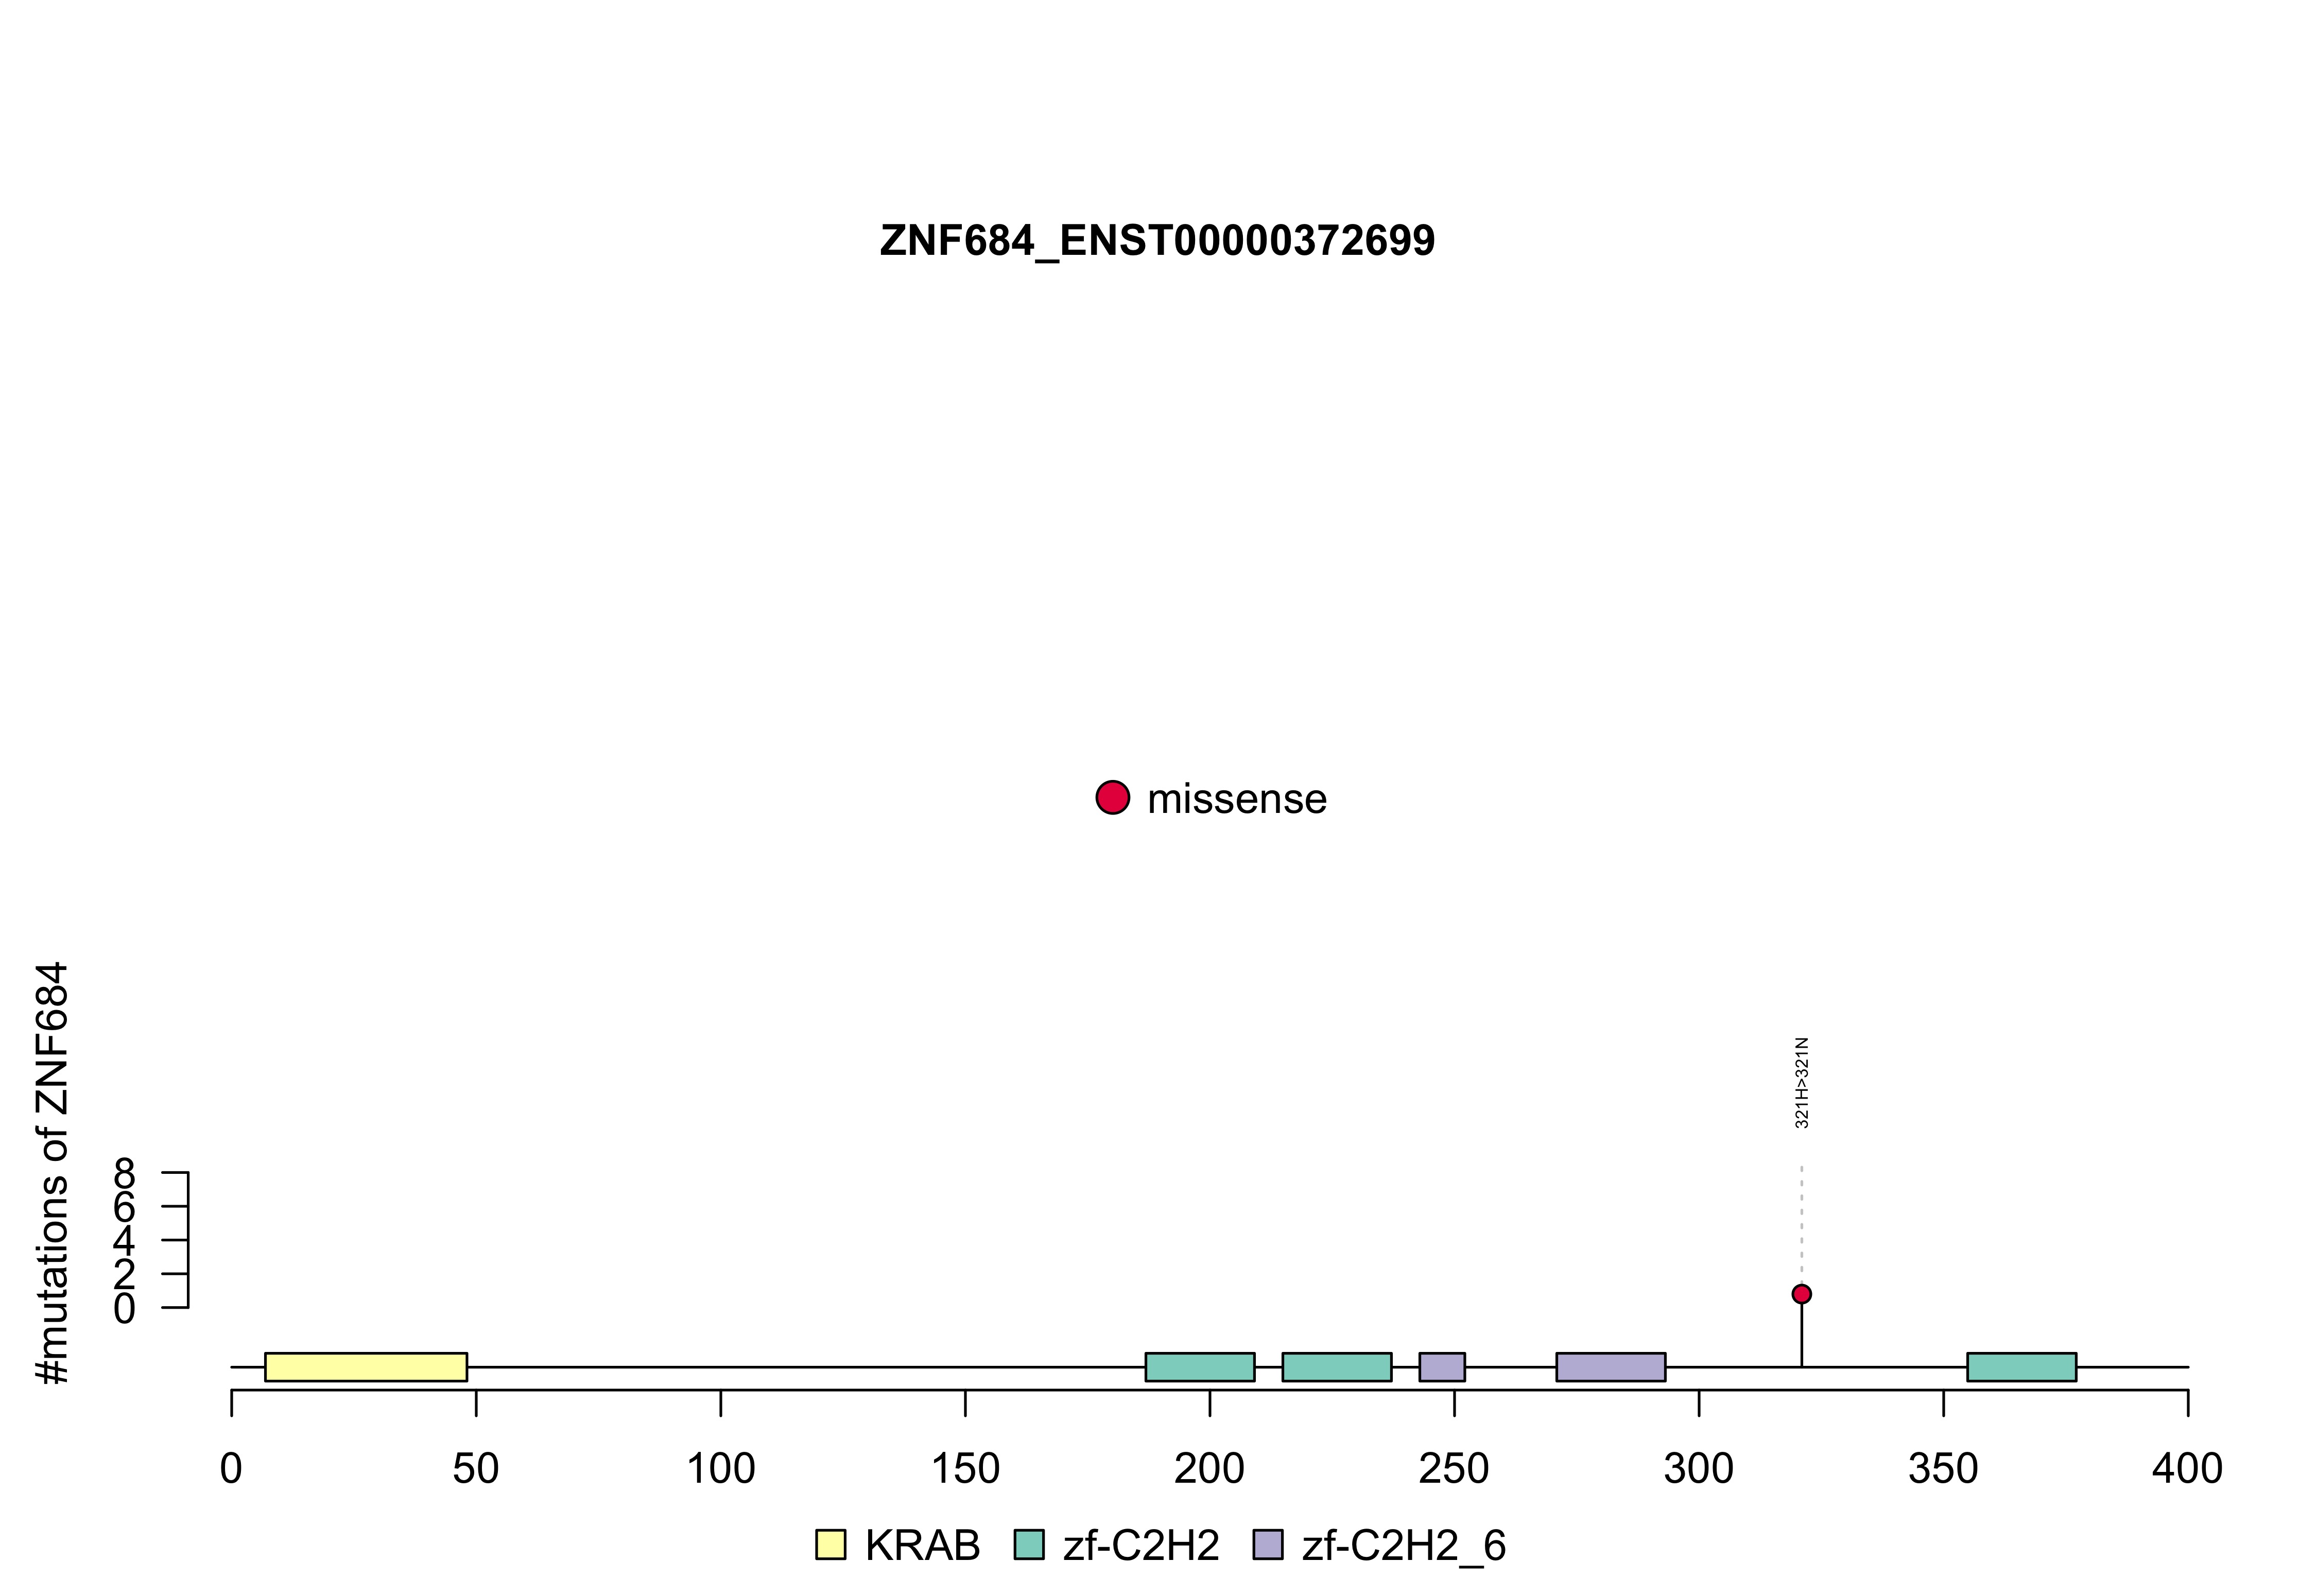 ZNF684_ENST00000372699
missense
#mutations of ZNF684
321H>321N
8
6
4
2
0
0 50 100 150 200 250 300 350 400
KRAB zf-C2H2 zf-C2H2_6